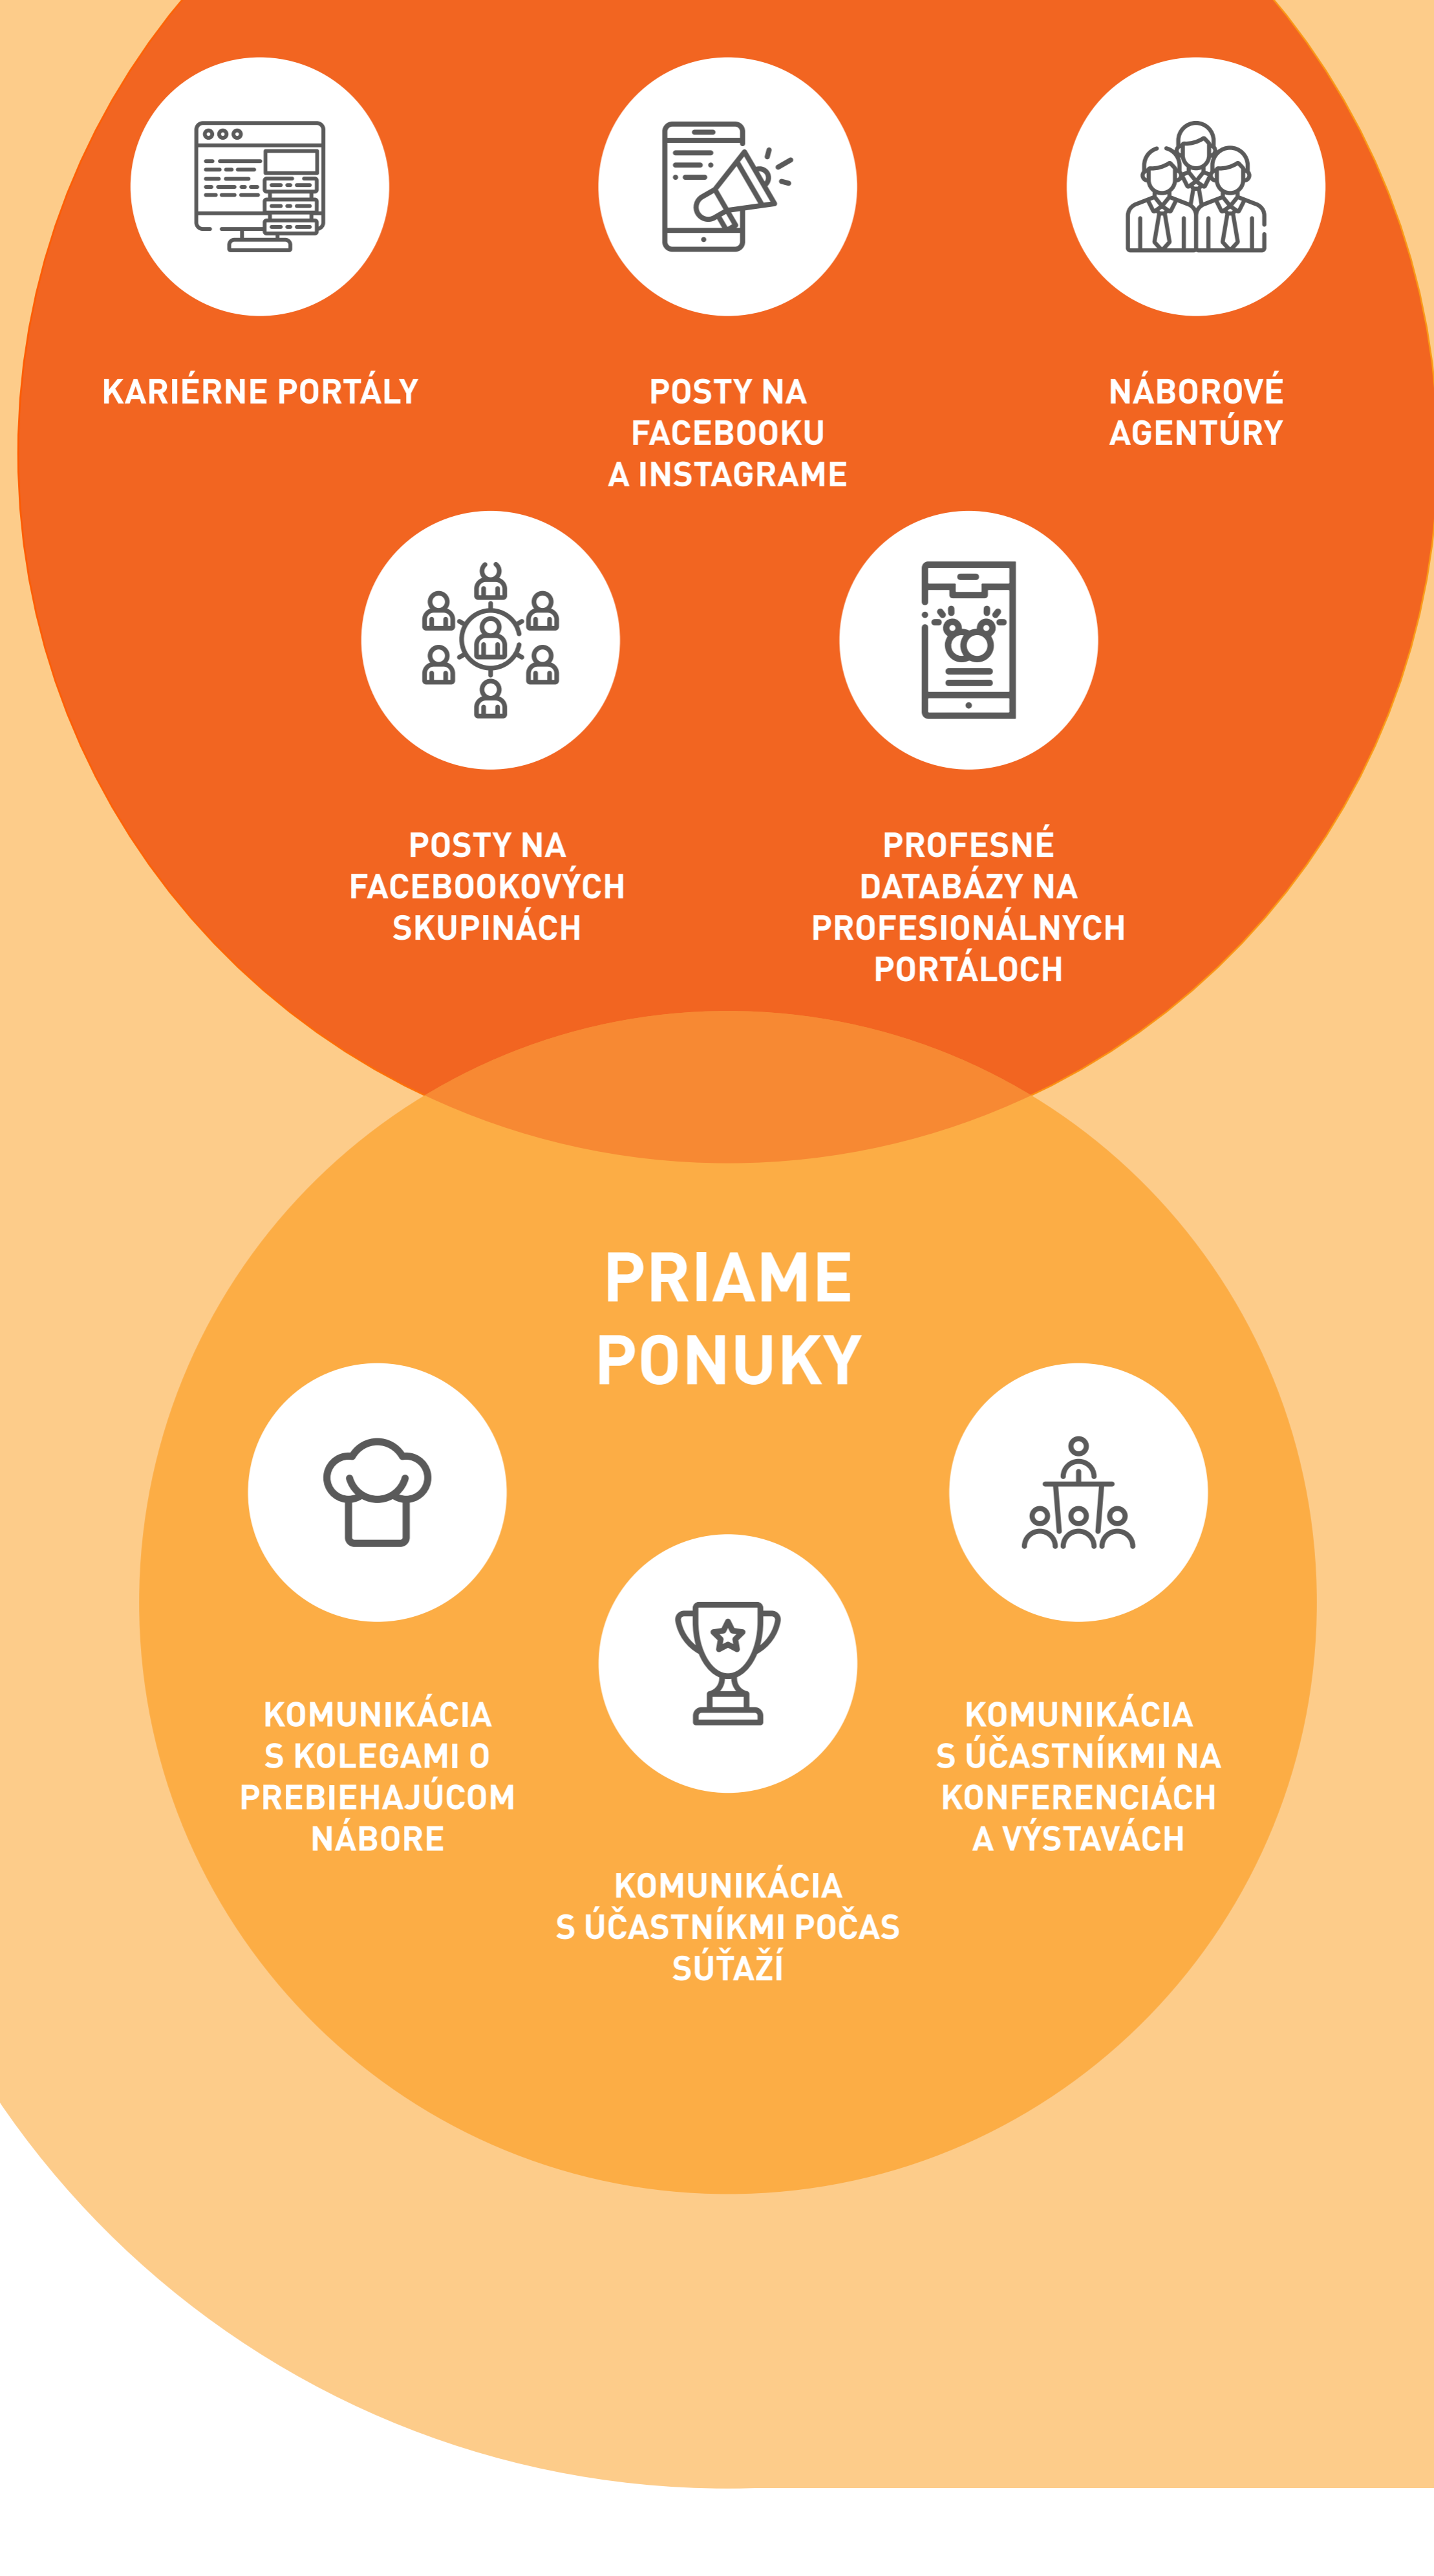 KARIÉRNE PORTÁLY
POSTY NA
FACEBOOKU
A INSTAGRAME
NÁBOROVÉ
AGENTÚRY
POSTY NA
FACEBOOKOVÝCH
SKUPINÁCH
PROFESNÉ
DATABÁZY NA
PROFESIONÁLNYCH
PORTÁLOCH
PRIAME
PONUKY
KOMUNIKÁCIA
S KOLEGAMI O
PREBIEHAJÚCOM
NÁBORE
KOMUNIKÁCIA
S ÚČASTNÍKMI POČAS
SÚŤAŽÍ
KOMUNIKÁCIA
S ÚČASTNÍKMI NA
KONFERENCIÁCH
A VÝSTAVÁCH